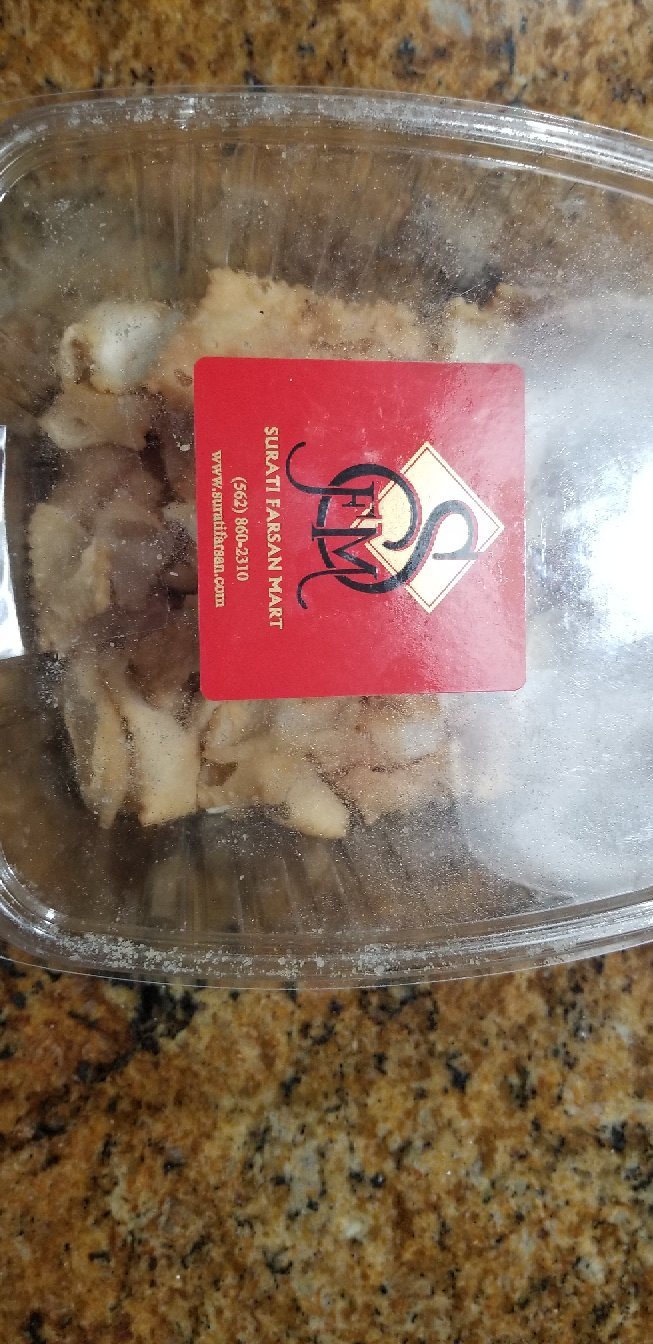 SFM
SURATI FARSAN MART
(562) 860-2310
www.suratifarsan.com